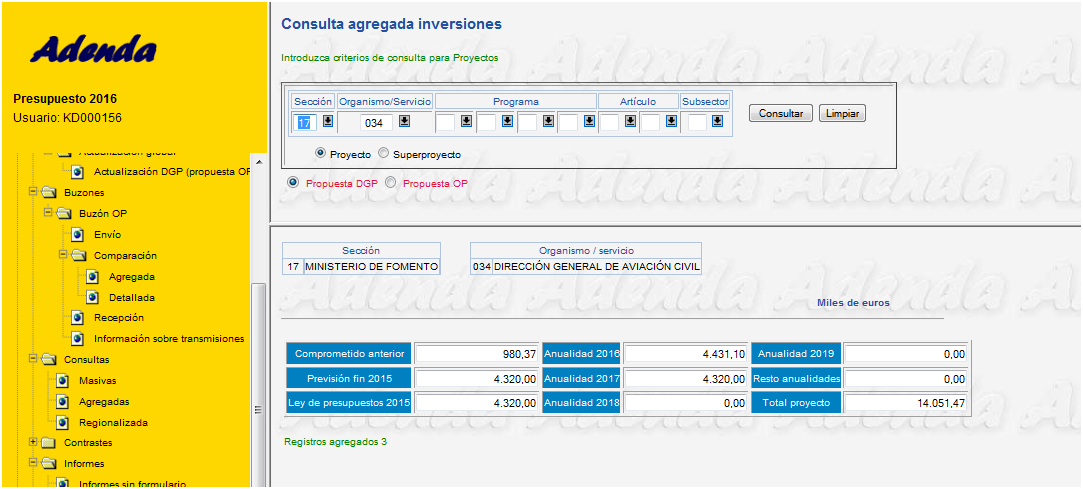 Adenda
Presupuesto 2016
Usuario: KD000156
Actualización global
Actualización DGP (propuesta OP
Buzones
Buzón OP
Envío
Comparación
Agregada
Detallada
Recepción
Información sobre transmisiones
Consultas
Masivas
Agregadas
Regionalizada
Contrastes
Informes
Informes sin formulario
Consulta agregada inversiones
Introduzca criterios de consulta para Proyectos
Sección Organismo/Servicio Programa Artículo Subsector
17 034
Consultar Limpiar
Proyecto Superproyecto
Propuesta DGP Propuesta OP
Sección Organismo / servicio
17 MINISTERIO DE FOMENTO 034 DIRECCIÓN GENERAL DE AVIACIÓN CIVIL
Miles de euros
Comprometido anterior 980,37 Anualidad 2016 4.431,10 Anualidad 2019 0,00
Previsión fin 2015 4.320,00 Anualidad 2017 4.320,00 Resto anualidades 0,00
Ley de presupuestos 2015 4.320,00 Anualidad 2018 0,00 Total proyecto 14.051,47
Registros agregados 3